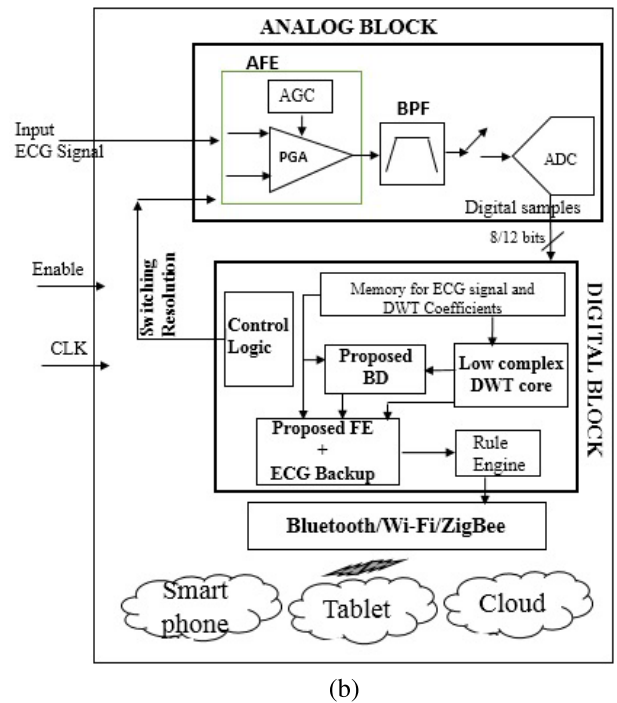 ANALOG BLOCK
AFE
AGC
PGA
BPF
ADC
Input
ECG Signal
Digital samples
8/12 bits
Enable
CLK
Switching
Resolution
Control
Logic
Memory for ECG signal and
DWT Coefficients
Proposed
BD
Low complex
DWT core
DIGITAL BLOCK
Proposed FE
+
ECG Backup
Rule
Engine
Bluetooth/Wi-Fi/ZigBee
Smart
phone
Tablet
Cloud
(b)